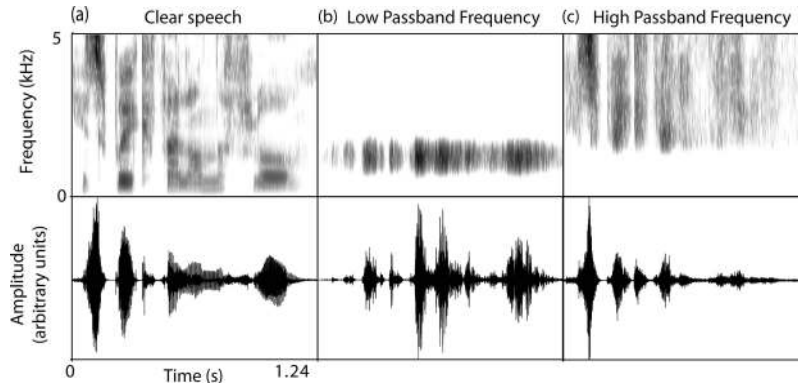 (a) Clear speech
(b) Low Passband Frequency
(c) High Passband Frequency
5
Frequency (kHz)
0
Amplitude
(arbitrary units)
0 Time (s) 1.24